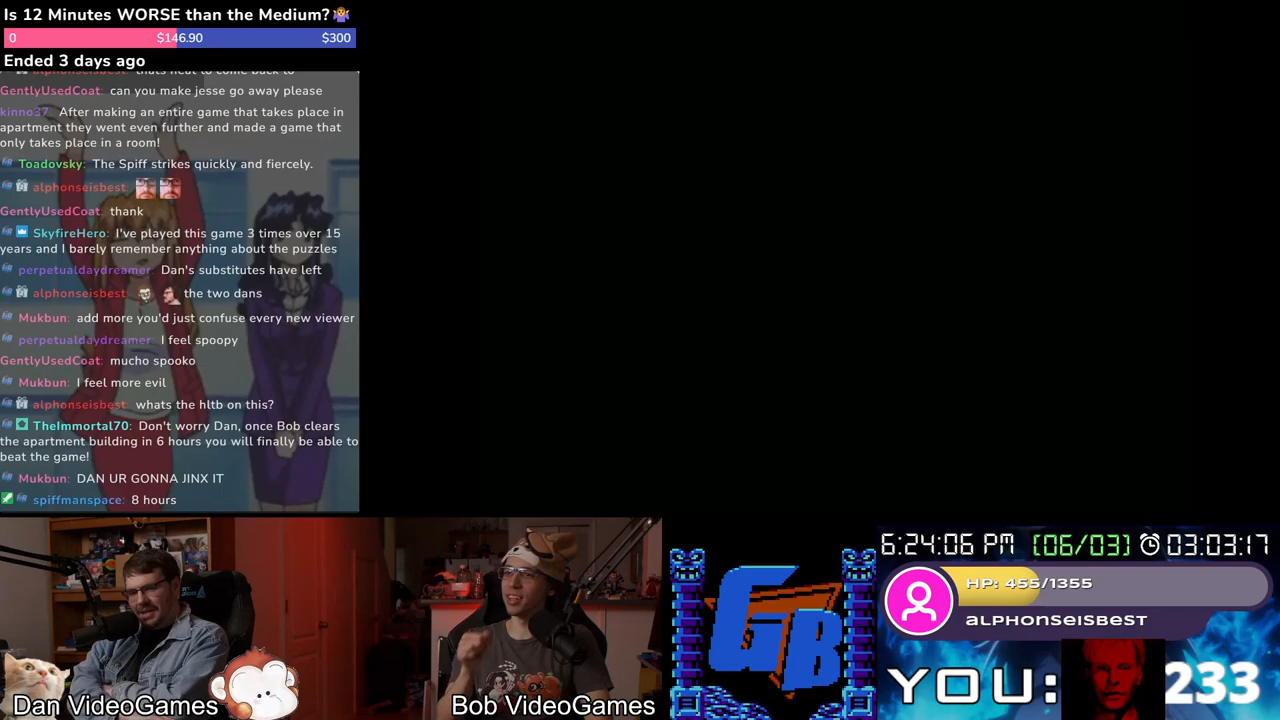 Is 12 Minutes WORSE than the Medium?🤷
0 $146.90 $300
Ended 3 days ago
alphonseisbest: thats neat to come back to
GentlyUsedCoat: can you make jesse go away please
kinno37: After making an entire game that takes place in
apartment they went even further and made a game that
only takes place in a room!
Toadovsky: The Spiff strikes quickly and fiercely.
alphonseisbest:
GentlyUsedCoat: thank
SkyfireHero: I've played this game 3 times over 15
years and I barely remember anything about the puzzles
perpetualdaydreamer: Dan's substitutes have left
alphonseisbest: the two dans
Mukbun: add more you'd just confuse every new viewer
perpetualdaydreamer: I feel spoopy
GentlyUsedCoat: mucho spooko
Mukbun: I feel more evil
alphonseisbest: whats the hltb on this?
TheImmortal70: Don't worry Dan, once Bob clears
the apartment building in 6 hours you will finally be able to
beat the game!
Mukbun: DAN UR GONNA JINX IT
spiffmanspace: 8 hours
Dan VideoGames
Bob VideoGames
GB
6:24:06 PM [06/03] 03:03:17
HP: 455/1355
aLPHONSeISBeST
YOU: 233